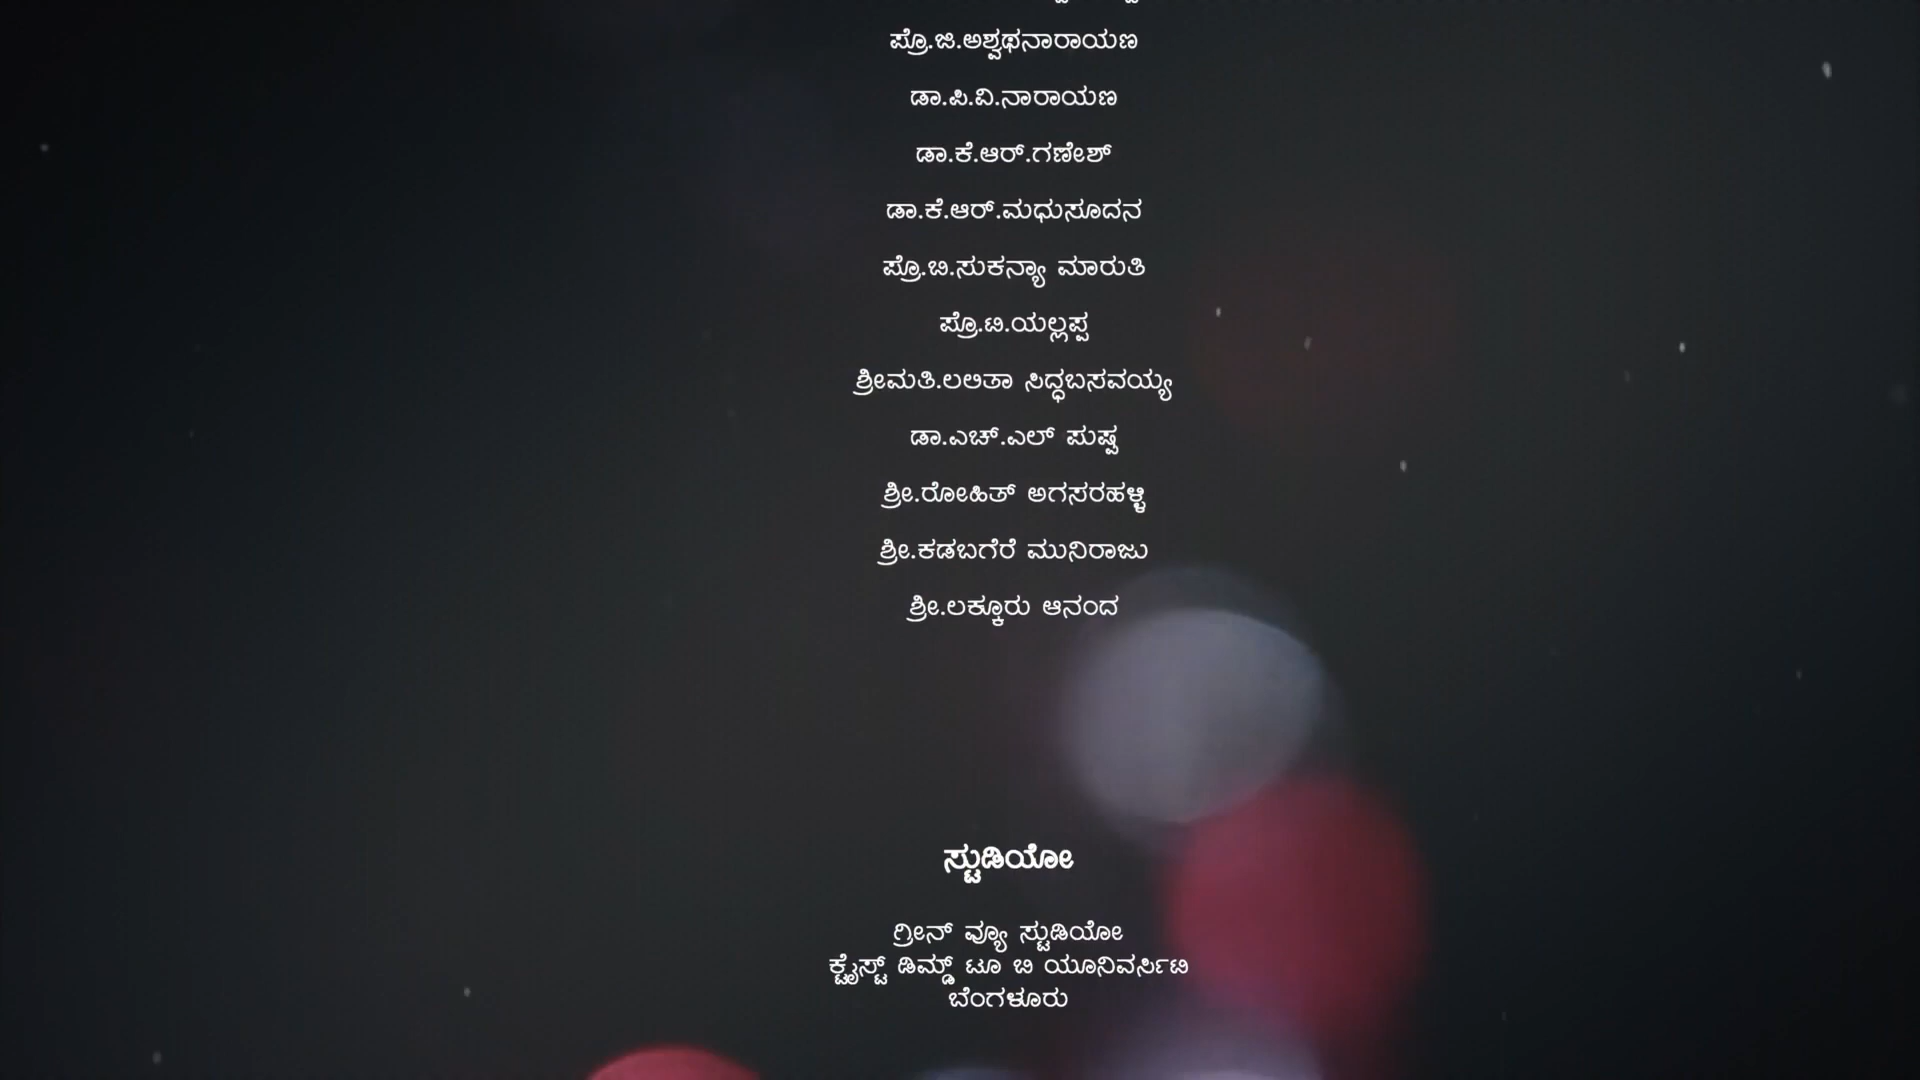 ಪ್ರೊ.ಜಿ.ಅಶ್ವಥನಾರಾಯಣ
ಡಾ.ಪಿ.ವಿ.ನಾರಾಯಣ
ಡಾ.ಕೆ.ಆರ್.ಗಣೇಶ್
ಡಾ.ಕೆ.ಆರ್.ಮಧುಸೂದನ
ಪ್ರೊ.ಬಿ.ಸುಕನ್ಯಾ ಮಾರುತಿ
ಪ್ರೊ.ಟಿ.ಯಲ್ಲಪ್ಪ
ಶ್ರೀಮತಿ.ಲಲಿತಾ ಸಿದ್ಧಬಸವಯ್ಯ
ಡಾ.ಎಚ್.ಎಲ್ ಪುಷ್ಪ
ಶ್ರೀ.ರೋಹಿತ್ ಅಗಸರಹಳ್ಳಿ
ಶ್ರೀ.ಕಡಬಗೆರೆ ಮುನಿರಾಜು
ಶ್ರೀ.ಲಕ್ಕೂರು ಆನಂದ
ಸ್ಟುಡಿಯೋ
ಗ್ರೀನ್ ವ್ಯೂ ಸ್ಟುಡಿಯೋ
ಕ್ರೈಸ್ಟ್ ಡಿಮ್ಡ್ ಟೂ ಬಿ ಯೂನಿವರ್ಸಿಟಿ
ಬೆಂಗಳೂರು